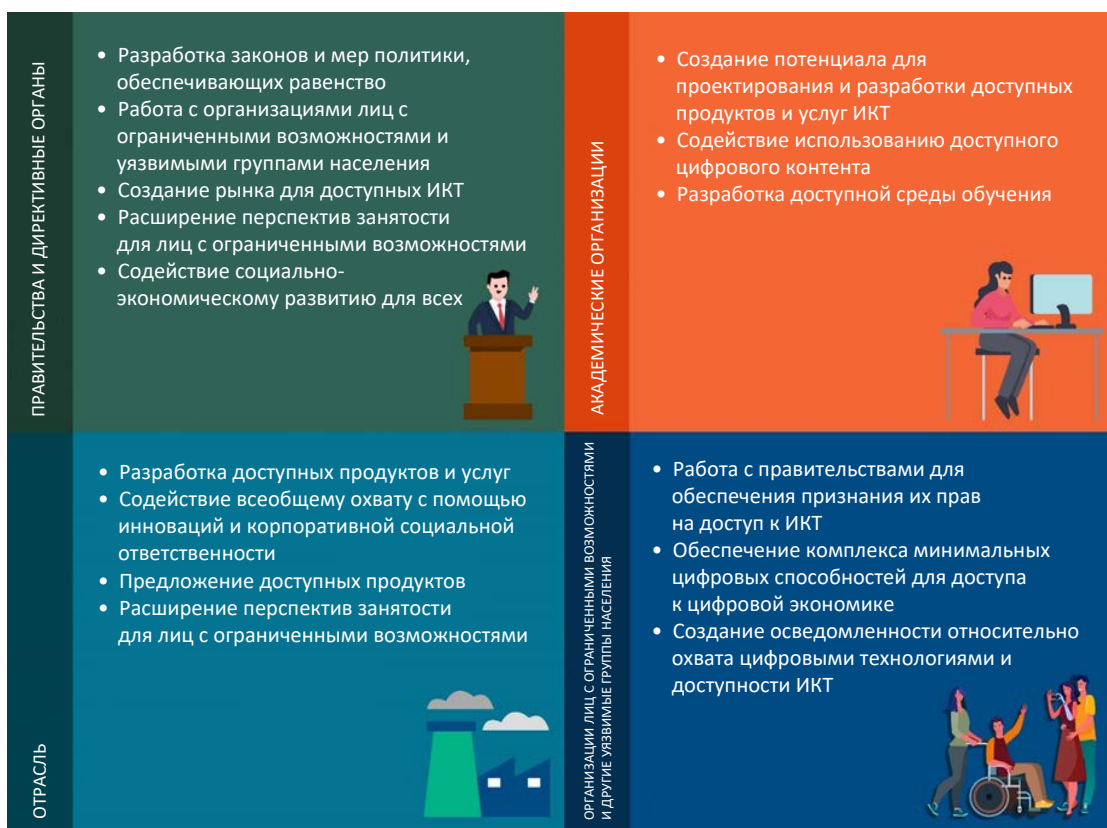 ПРАВИТЕЛЬСТВА И ДИРЕКТИВНЫЕ ОРГАНЫ
• Разработка законов и мер политики,
обеспечивающих равенство
• Работа с организациями лиц с
ограниченными возможностями и
уязвимыми группами населения
• Создание рынка для доступных ИКТ
• Расширение перспектив занятости
для лиц с ограниченными возможностями
• Содействие социально-
экономическому развитию для всех
АКАДЕМИЧЕСКИЕ ОРГАНИЗАЦИИ
• Создание потенциала для
проектирования и разработки доступных
продуктов и услуг ИКТ
• Содействие использованию доступного
цифрового контента
• Разработка доступной среды обучения
ОТРАСЛЬ
• Разработка доступных продуктов и услуг
• Содействие всеобщему охвату с помощью
инноваций и корпоративной социальной
ответственности
• Предложение доступных продуктов
• Расширение перспектив занятости
для лиц с ограниченными возможностями
ОРГАНИЗАЦИИ ЛИЦ С ОГРАНИЧЕННЫМИ ВОЗМОЖНОСТЯМИ
И ДРУГИЕ УЯЗВИМЫЕ ГРУППЫ НАСЕЛЕНИЯ
• Работа с правительствами для
обеспечения признания их прав
на доступ к ИКТ
• Обеспечение комплекса минимальных
цифровых способностей для доступа
к цифровой экономике
• Создание осведомленности относительно
охвата цифровыми технологиями и
доступности ИКТ